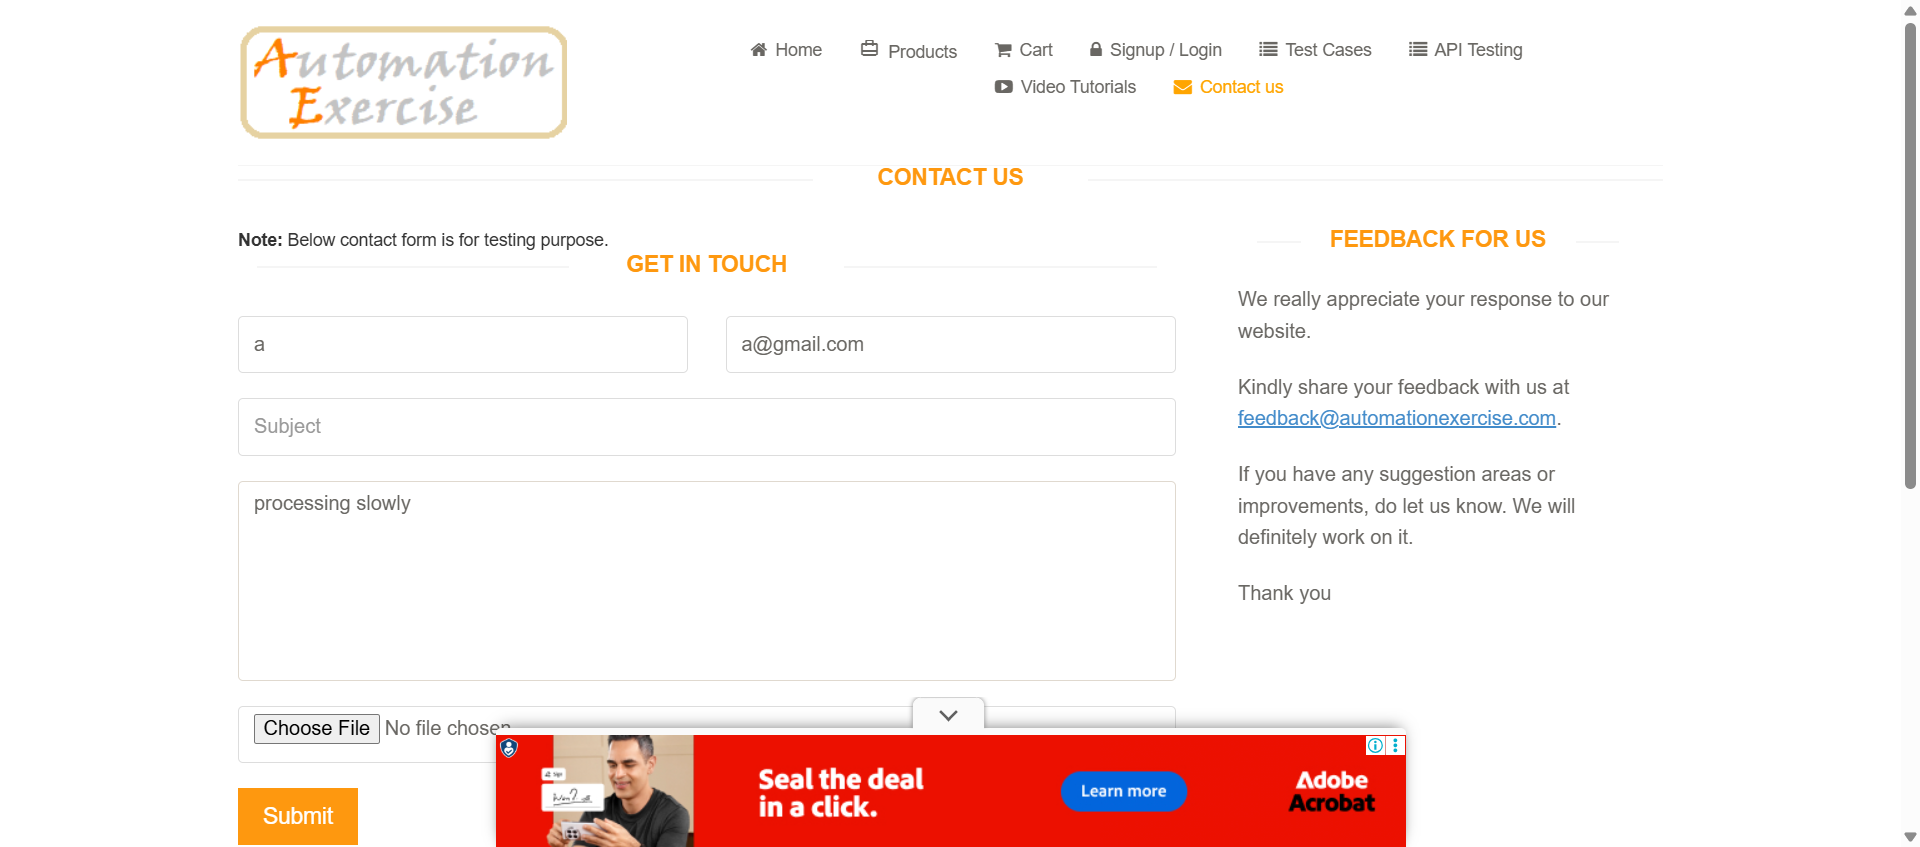 Automation
Exercise
Home
Products
Cart
Signup / Login
Test Cases
API Testing
Video Tutorials
Contact us
CONTACT US
Note: Below contact form is for testing purpose.
GET IN TOUCH
a
a@gmail.com
Subject
processing slowly
Choose File No file chosen
Submit
FEEDBACK FOR US
We really appreciate your response to our
website.
Kindly share your feedback with us at
feedback@automationexercise.com.
If you have any suggestion areas or
improvements, do let us know. We will
definitely work on it.
Thank you
Sign
Seal the deal
in a click.
Learn more
Adobe
Acrobat